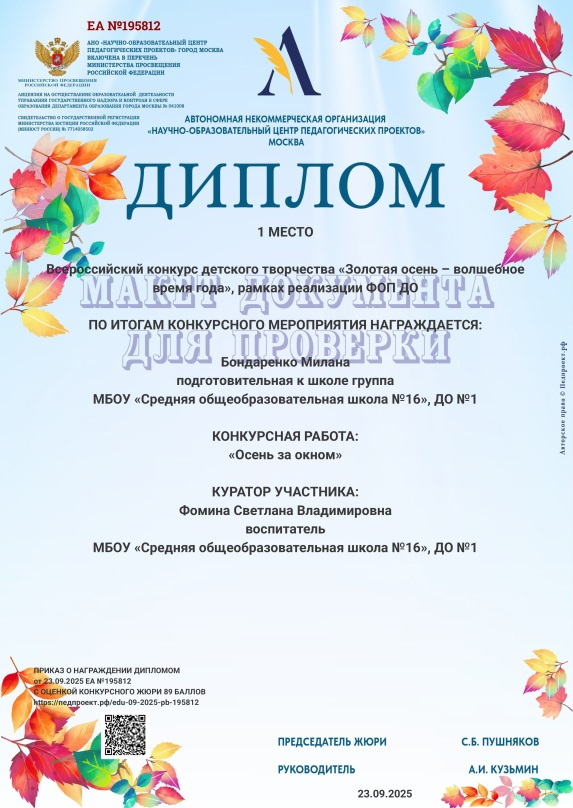 ЕА №195812
АНО «НАУЧНО-ОБРАЗОВАТЕЛЬНЫЙ ЦЕНТР
ПЕДАГОГИЧЕСКИХ ПРОЕКТОВ» ГОРОД МОСКВА
ВКЛЮЧЕНА В ПЕРЕЧЕНЬ
МИНИСТЕРСТВА ПРОСВЕЩЕНИЯ
РОССИЙСКОЙ ФЕДЕРАЦИИ
МИНИСТЕРСТВО ПРОСВЕЩЕНИЯ
РОССИЙСКОЙ ФЕДЕРАЦИИ
ЛИЦЕНЗИЯ НА ОСУЩЕСТВЛЕНИЕ ОБРАЗОВАТЕЛЬНОЙ ДЕЯТЕЛЬНОСТИ
УПРАВЛЕНИЯ ГОСУДАРСТВЕННОГО НАДЗОРА И КОНТРОЛЯ В СФЕРЕ
ОБРАЗОВАНИЯ ДЕПАРТАМЕНТА ОБРАЗОВАНИЯ ГОРОДА МОСКВЫ № 041008
СВИДЕТЕЛЬСТВО О ГОСУДАРСТВЕННОЙ РЕГИСТРАЦИИ
МИНИСТЕРСТВА ЮСТИЦИИ РОССИЙСКОЙ ФЕДЕРАЦИИ
(МИНЮСТ РОССИИ) № 7714058502
АВТОНОМНАЯ НЕКОММЕРЧЕСКАЯ ОРГАНИЗАЦИЯ
«НАУЧНО-ОБРАЗОВАТЕЛЬНЫЙ ЦЕНТР ПЕДАГОГИЧЕСКИХ ПРОЕКТОВ»
МОСКВА
ДИПЛОМ
1 МЕСТО
Всероссийский конкурс детского творчества «Золотая осень – волшебное
время года», рамках реализации ФОП ДО
МАКЕТ ДОКУМЕНТА
ДЛЯ ПРОВЕРКИ
ПО ИТОГАМ КОНКУРСНОГО МЕРОПРИЯТИЯ НАГРАЖДАЕТСЯ:
Бондаренко Милана
подготовительная к школе группа
МБОУ «Средняя общеобразовательная школа №16», ДО №1
КОНКУРСНАЯ РАБОТА:
«Осень за окном»
КУРАТОР УЧАСТНИКА:
Фомина Светлана Владимировна
воспитатель
МБОУ «Средняя общеобразовательная школа №16», ДО №1
Авторское право © Педпроект.рф
ПРИКАЗ О НАГРАЖДЕНИИ ДИПЛОМОМ
от 23.09.2025 ЕА №195812
С ОЦЕНКОЙ КОНКУРСНОГО ЖЮРИ 89 БАЛЛОВ
https://педпроект.рф/edu-09-2025-pb-195812
ПРЕДСЕДАТЕЛЬ ЖЮРИ С.Б. ПУШНЯКОВ
РУКОВОДИТЕЛЬ А.И. КУЗЬМИН
23.09.2025